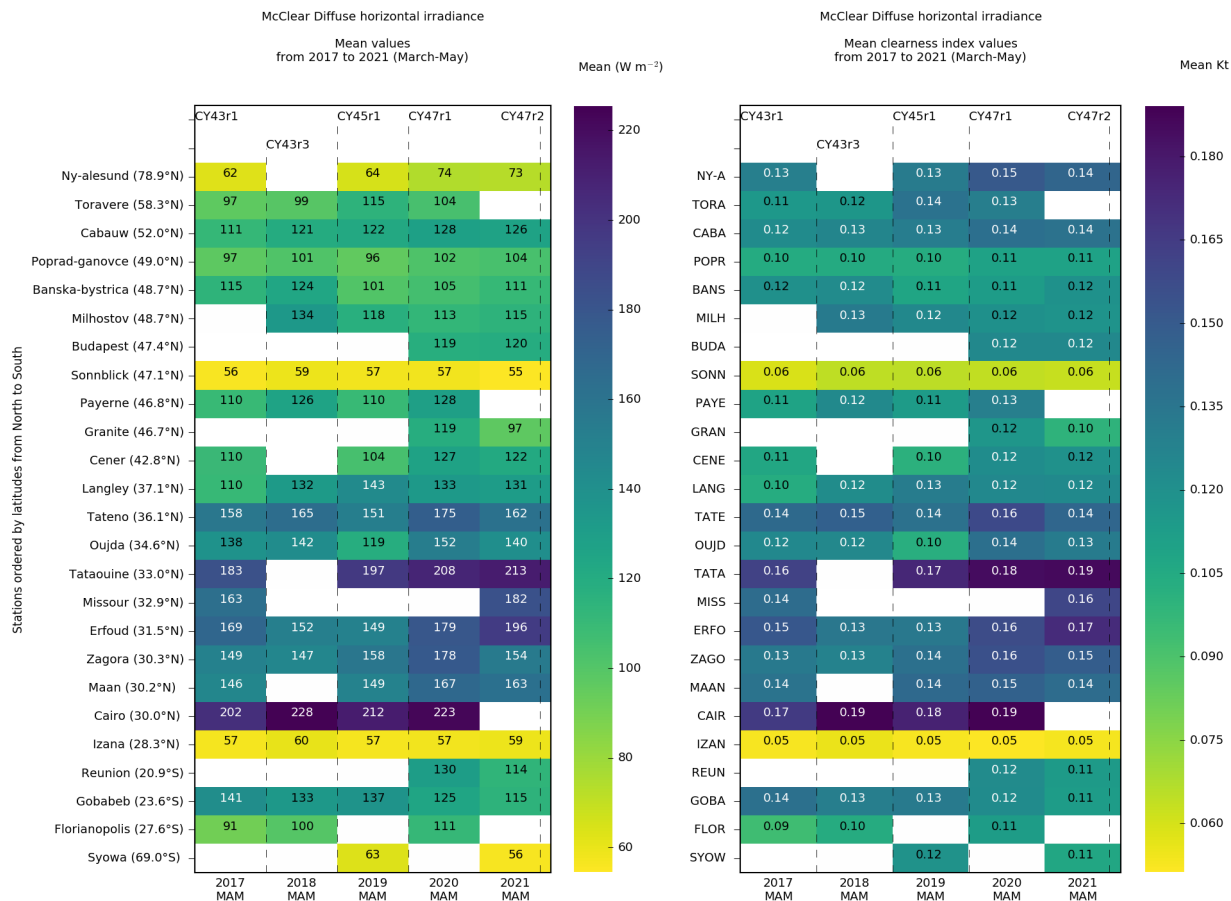 McClear Diffuse horizontal irradiance
Mean values
from 2017 to 2021 (March-May)
Mean (W m⁻²)
CY43r1 CY45r1 CY47r1 CY47r2
CY43r3
Stations ordered by latitudes from North to South
Ny-alesund (78.9°N) 62 64 74 73
Toravere (58.3°N) 97 99 115 104
Cabauw (52.0°N) 111 121 122 128 126
Poprad-ganovce (49.0°N) 97 101 96 102 104
Banska-bystrica (48.7°N) 115 124 101 105 111
Milhostov (48.7°N) 134 118 113 115
Budapest (47.4°N) 119 120
Sonnblick (47.1°N) 56 59 57 57 55
Payerne (46.8°N) 110 126 110 128
Granite (46.7°N) 119 97
Cener (42.8°N) 110 104 127 122
Langley (37.1°N) 110 132 143 133 131
Tateno (36.1°N) 158 165 151 175 162
Oujda (34.6°N) 138 142 119 152 140
Tataouine (33.0°N) 183 197 208 213
Missour (32.9°N) 163 182
Erfoud (31.5°N) 169 152 149 179 196
Zagora (30.3°N) 149 147 158 178 154
Maan (30.2°N) 146 149 167 163
Cairo (30.0°N) 202 228 212 223
Izana (28.3°N) 57 60 57 57 59
Reunion (20.9°S) 130 114
Gobabeb (23.6°S) 141 133 137 125 115
Florianopolis (27.6°S) 91 100 111
Syowa (69.0°S) 63 56
2017 2018 2019 2020 2021
MAM MAM MAM MAM MAM
220
200
180
160
140
120
100
80
60
McClear Diffuse horizontal irradiance
Mean clearness index values
from 2017 to 2021 (March-May)
Mean Kt
CY43r1 CY45r1 CY47r1 CY47r2
CY43r3
NY-A 0.13 0.13 0.15 0.14
TORA 0.11 0.12 0.14 0.13
CABA 0.12 0.13 0.13 0.14 0.14
POPR 0.10 0.10 0.10 0.11 0.11
BANS 0.12 0.12 0.11 0.11 0.12
MILH 0.13 0.12 0.12 0.12
BUDA 0.12 0.12
SONN 0.06 0.06 0.06 0.06 0.06
PAYE 0.11 0.12 0.11 0.13
GRAN 0.12 0.10
CENE 0.11 0.10 0.12 0.12
LANG 0.10 0.12 0.13 0.12 0.12
TATE 0.14 0.15 0.14 0.16 0.14
OUJD 0.12 0.12 0.10 0.14 0.13
TATA 0.16 0.17 0.18 0.19
MISS 0.14 0.16
ERFO 0.15 0.13 0.13 0.16 0.17
ZAGO 0.13 0.13 0.14 0.16 0.15
MAAN 0.14 0.14 0.15 0.14
CAIR 0.17 0.19 0.18 0.19
IZAN 0.05 0.05 0.05 0.05 0.05
REUN 0.12 0.11
GOBA 0.14 0.13 0.13 0.12 0.11
FLOR 0.09 0.10 0.11
SYOW 0.12 0.11
2017 2018 2019 2020 2021
MAM MAM MAM MAM MAM
0.180
0.165
0.150
0.135
0.120
0.105
0.090
0.075
0.060